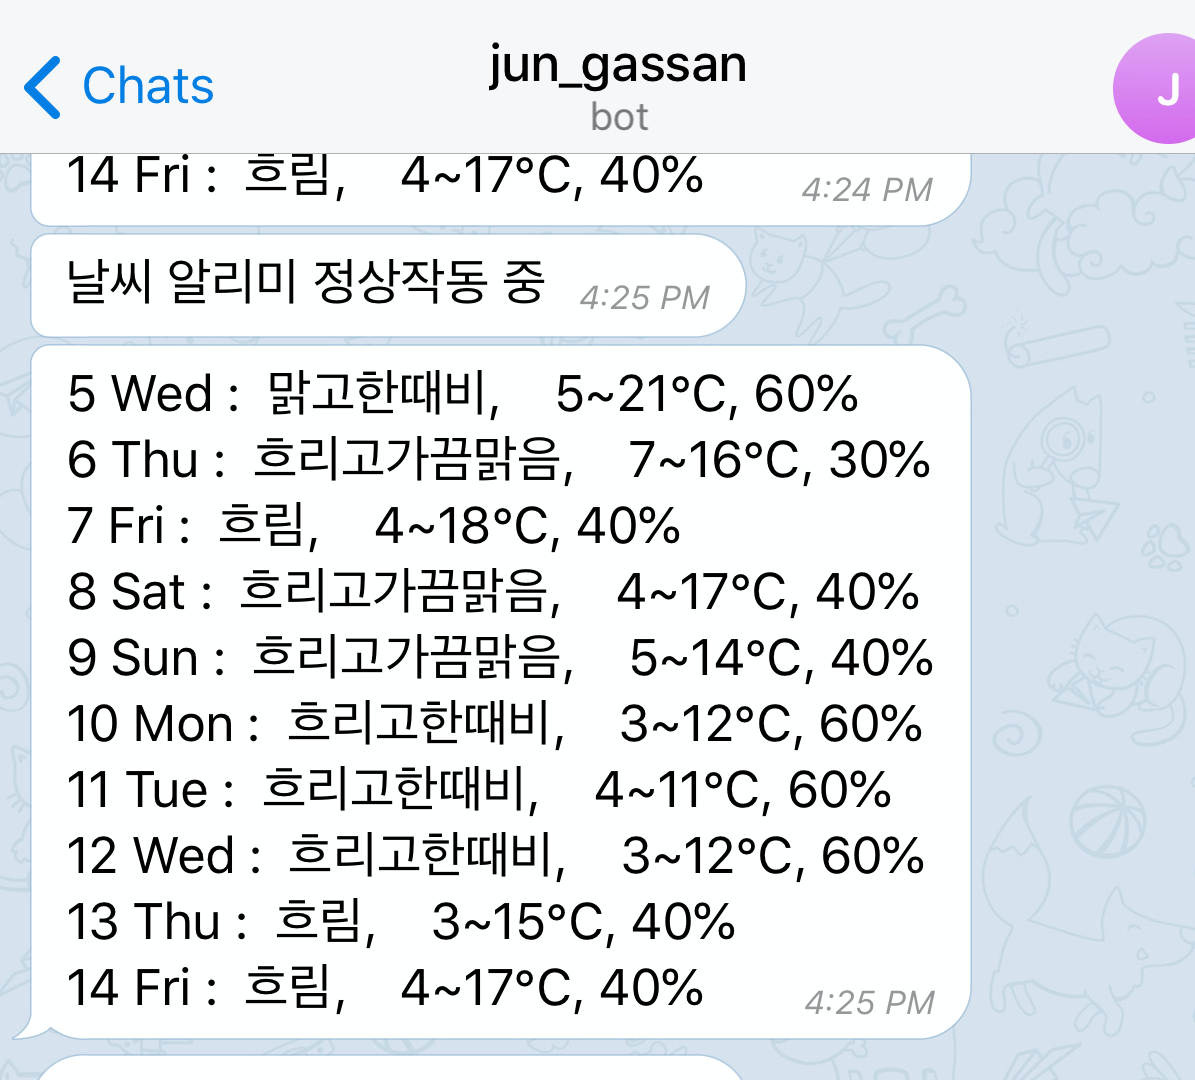 Chats
jun_gassan
bot
J
14 Fri : 흐림, 4~17°C, 40%
4:24 PM
날씨 알리미 정상작동 중
4:25 PM
5 Wed : 맑고한때비, 5~21°C, 60%
6 Thu : 흐리고가끔맑음, 7~16°C, 30%
7 Fri : 흐림, 4~18°C, 40%
8 Sat : 흐리고가끔맑음, 4~17°C, 40%
9 Sun : 흐리고가끔맑음, 5~14°C, 40%
10 Mon : 흐리고한때비, 3~12°C, 60%
11 Tue : 흐리고한때비, 4~11°C, 60%
12 Wed : 흐리고한때비, 3~12°C, 60%
13 Thu : 흐림, 3~15°C, 40%
14 Fri : 흐림, 4~17°C, 40%
4:25 PM